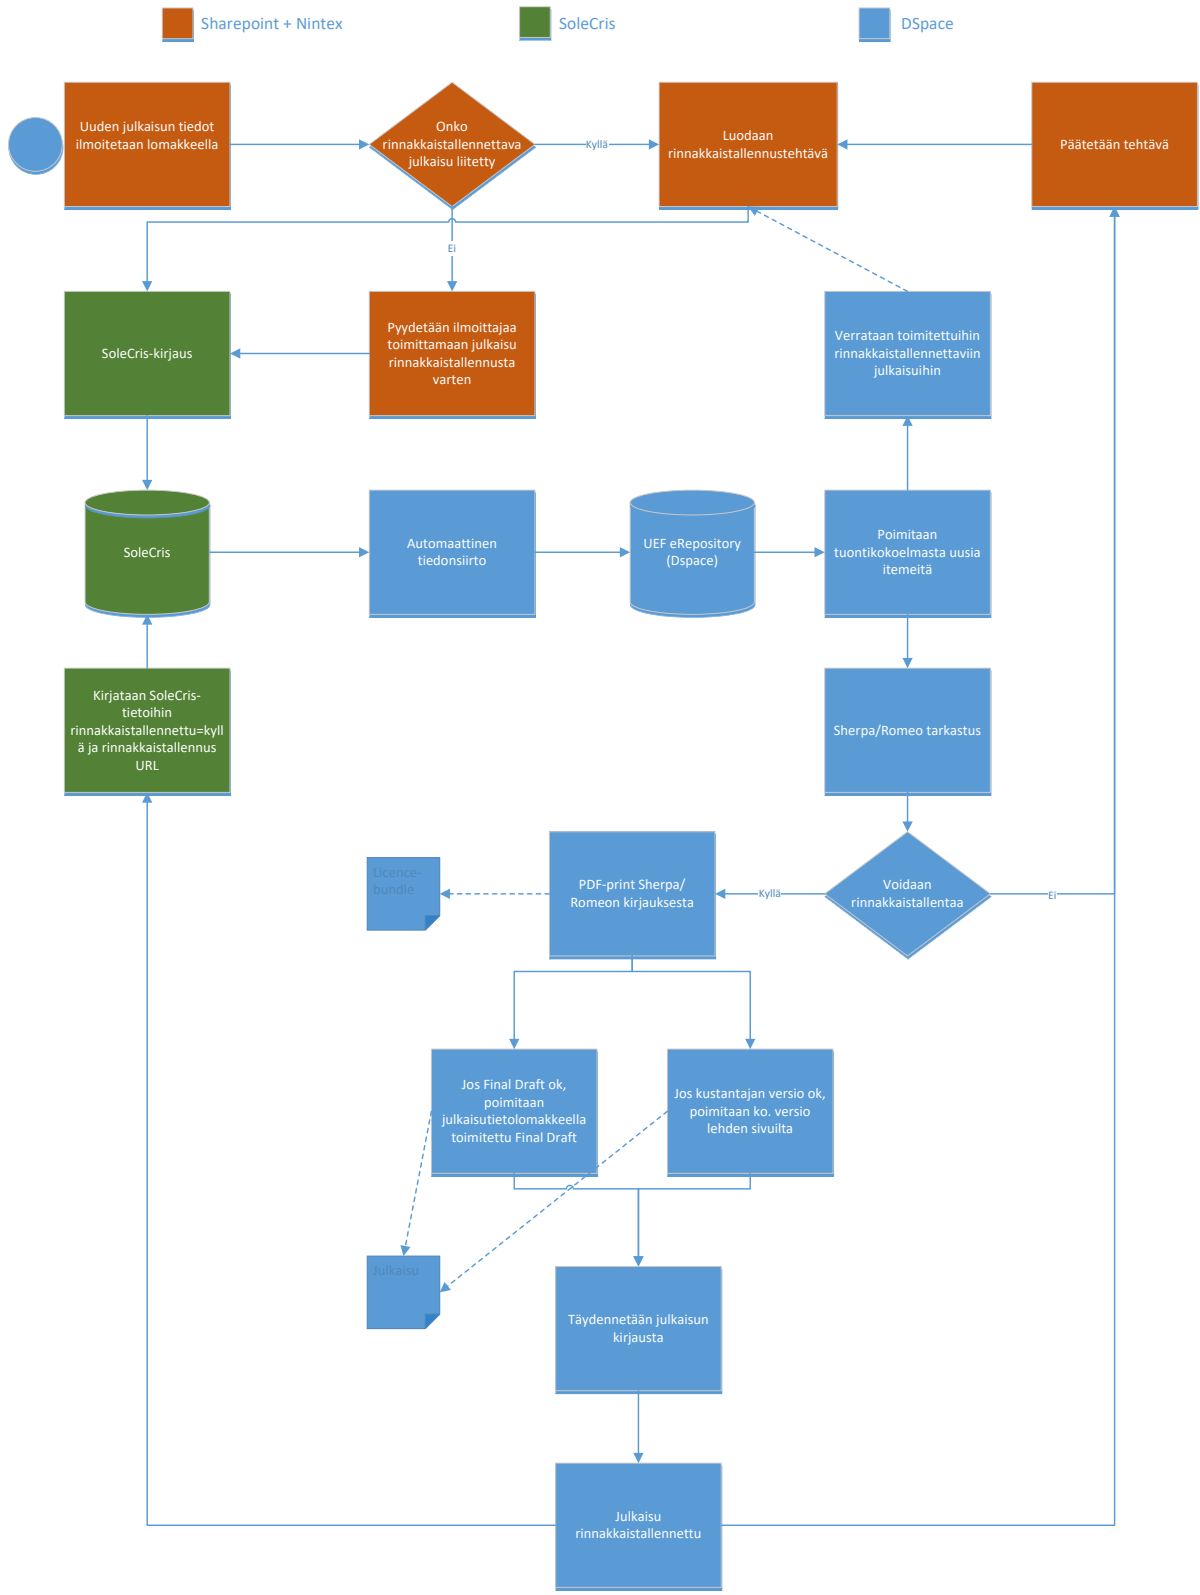 Sharepoint + Nintex
SoleCris
DSpace
Uuden julkaisun tiedot
ilmoitetaan lomakkeella
Onko
rinnakkaistallennettava
julkaisu liitetty
Kyllä
Luodaan
rinnakkaistallennustehtävä
Päätetään tehtävä
Ei
SoleCris-kirjaus
Pyydetään ilmoittajaa
toimittamaan julkaisu
rinnakkaistallennusta
varten
Verrataan toimitettuihin
rinnakkaistallennettaviin
julkaisuihin
SoleCris
Automaattinen
tiedonsiirto
UEF eRepository
(Dspace)
Poimitaan
tuontikokoelmasta uusia
itemeitä
Kirjataan SoleCris-
tietoihin
rinnakkaistallennettu=kyll
ä ja rinnakkaistallennus
URL
Sherpa/Romeo tarkastus
Licence-
bundle
PDF-print Sherpa/
Romeon kirjauksesta
Kyllä
Voidaan
rinnakkaistallentaa
Ei
Jos Final Draft ok,
poimitaan
julkaisutietolomakkeella
toimitettu Final Draft
Jos kustantajan versio ok,
poimitaan ko. versio
lehden sivuilta
Julkaisu
Täydennetään julkaisun
kirjausta
Julkaisu
rinnakkaistallennettu